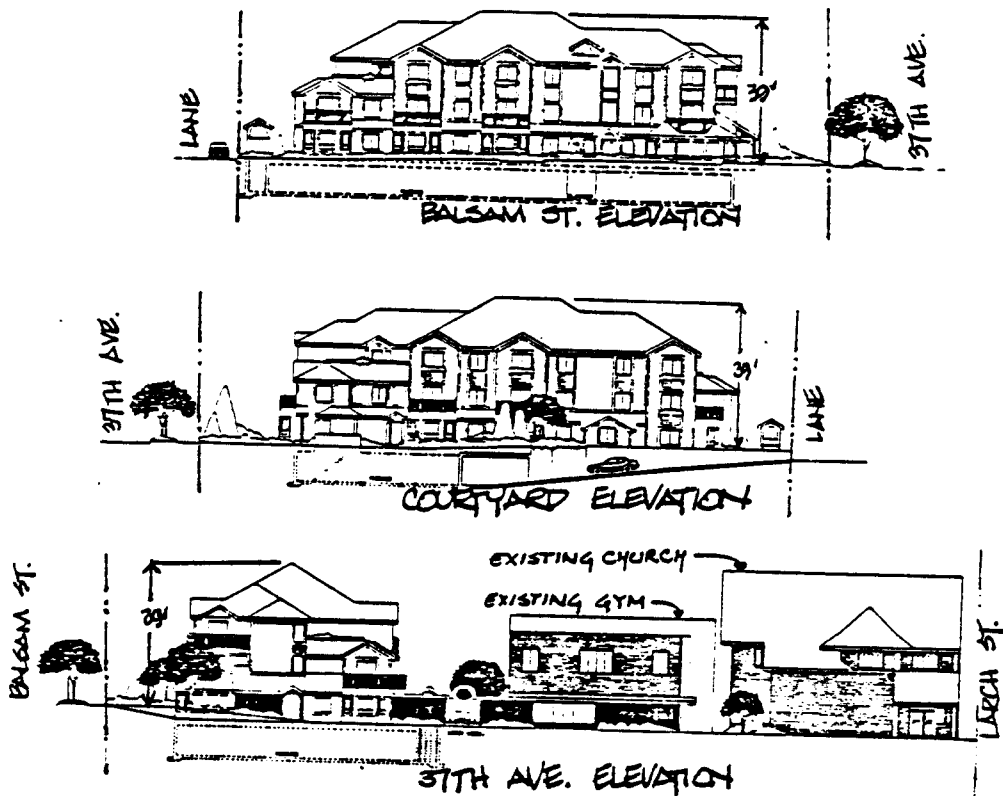 LANE
39'
37TH AVE.
BALSAM ST. ELEVATION
37TH AVE.
39'
LANE
COURTYARD ELEVATION
BALSAM ST.
39'
EXISTING CHURCH
EXISTING GYM
LARCH ST.
37TH AVE. ELEVATION